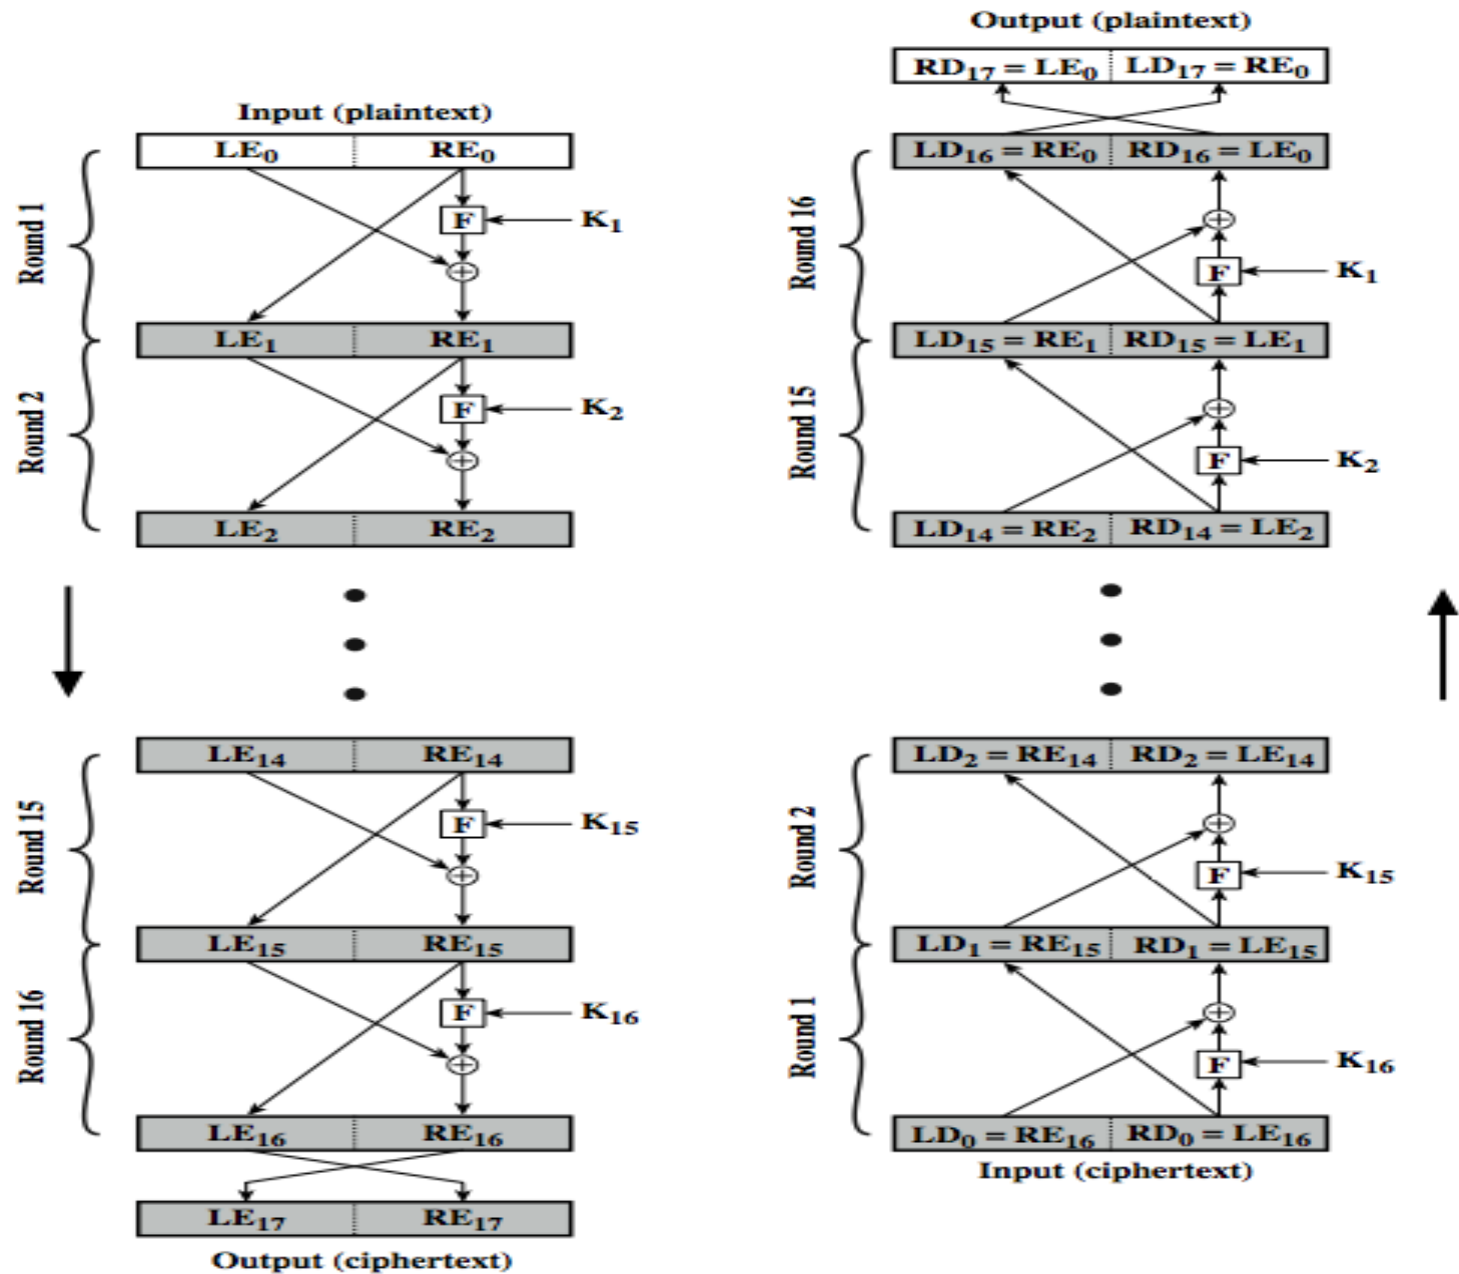 Input (plaintext)
LE0 RE0
Round 1
F K1
LE1 RE1
Round 2
F K2
LE2 RE2
LE14 RE14
Round 15
F K15
LE15 RE15
Round 16
F K16
LE16 RE16
LE17 RE17
Output (ciphertext)
Output (plaintext)
RD17 = LE0 LD17 = RE0
LD16 = RE0 RD16 = LE0
Round 16
F K1
LD15 = RE1 RD15 = LE1
Round 15
F K2
LD14 = RE2 RD14 = LE2
LD2 = RE14 RD2 = LE14
Round 2
F K15
LD1 = RE15 RD1 = LE15
Round 1
F K16
LD0 = RE16 RD0 = LE16
Input (ciphertext)